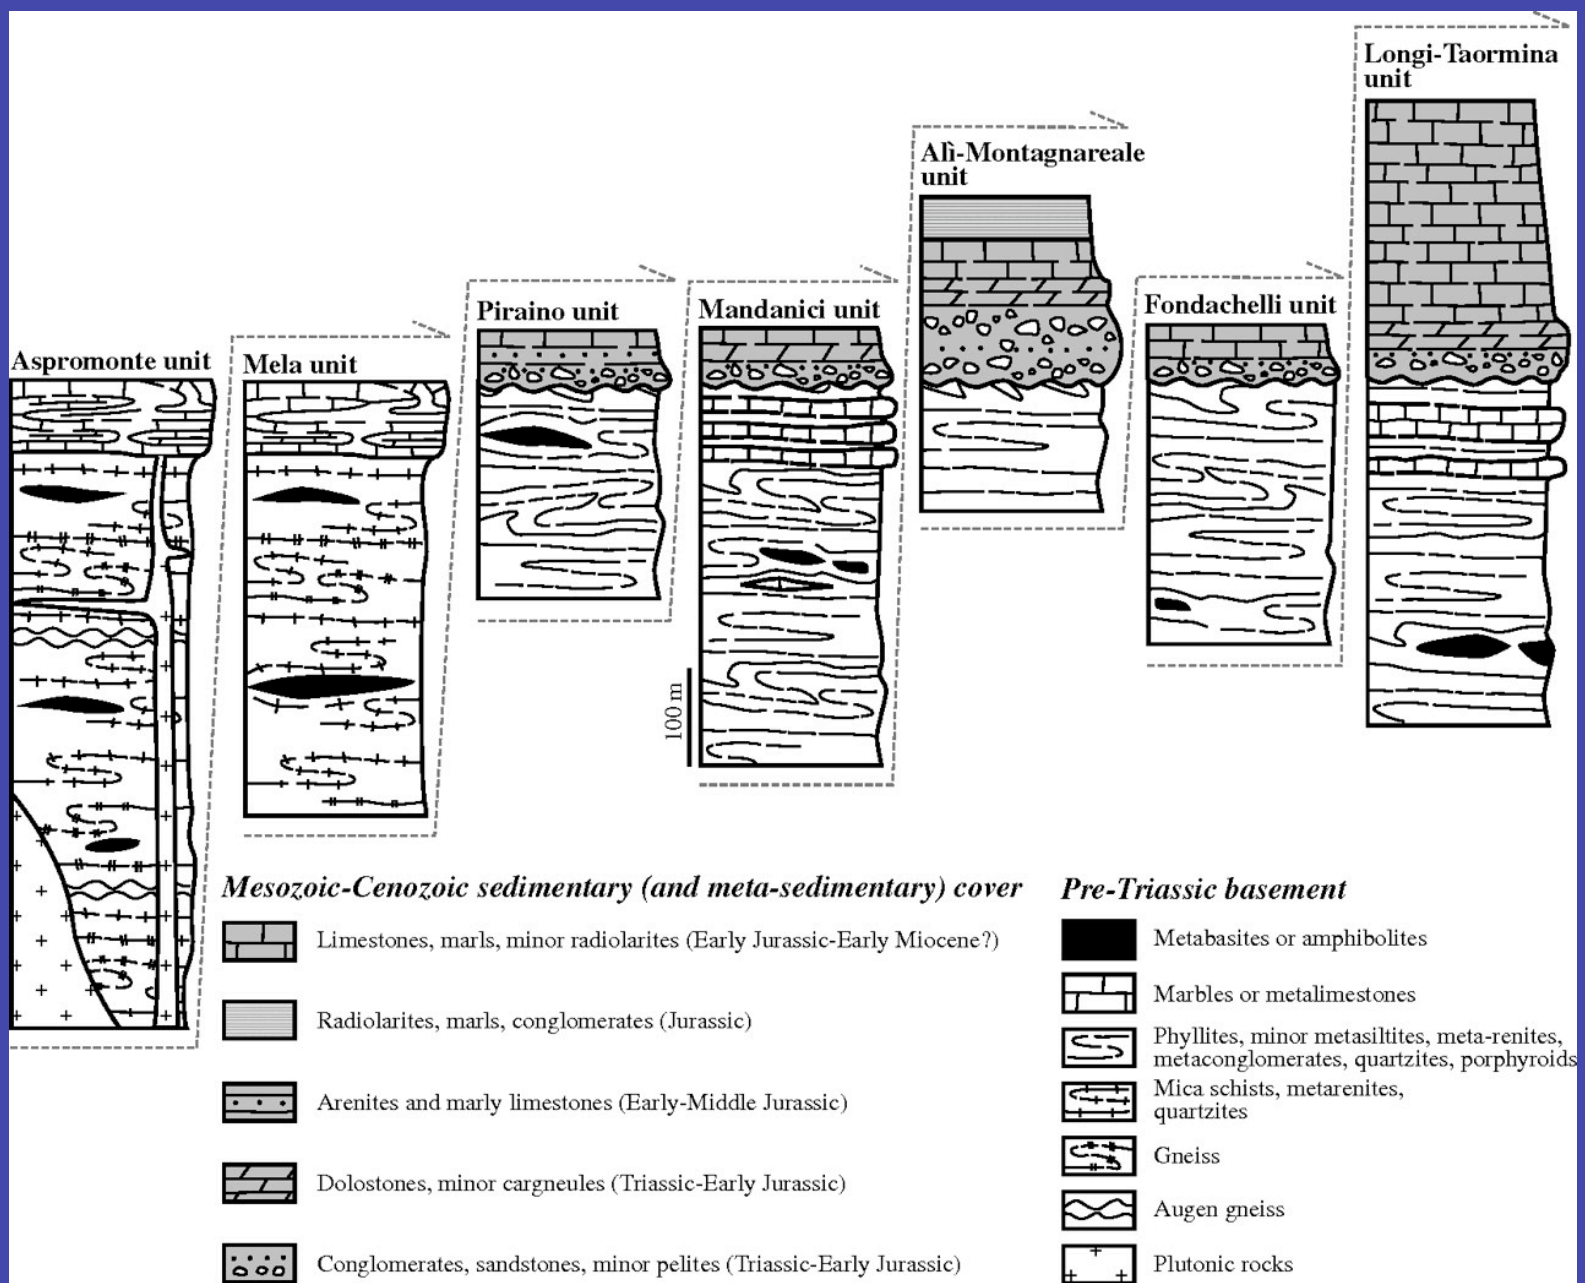 Longi-Taormina
unit
Alì-Montagnareale
unit
Fondachelli unit
Piraino unit
Mandanici unit
Aspromonte unit
Mela unit
100 m
Mesozoic-Cenozoic sedimentary (and meta-sedimentary) cover
Limestones, marls, minor radiolarites (Early Jurassic-Early Miocene?)
Radiolarites, marls, conglomerates (Jurassic)
Arenites and marly limestones (Early-Middle Jurassic)
Dolostones, minor cargneules (Triassic-Early Jurassic)
Conglomerates, sandstones, minor pelites (Triassic-Early Jurassic)
Pre-Triassic basement
Metabasites or amphibolites
Marbles or metalimestones
Phyllites, minor metasiltites, meta-renites,
metaconglomerates, quartzites, porphyroids
Mica schists, metarenites,
quartzites
Gneiss
Augen gneiss
Plutonic rocks